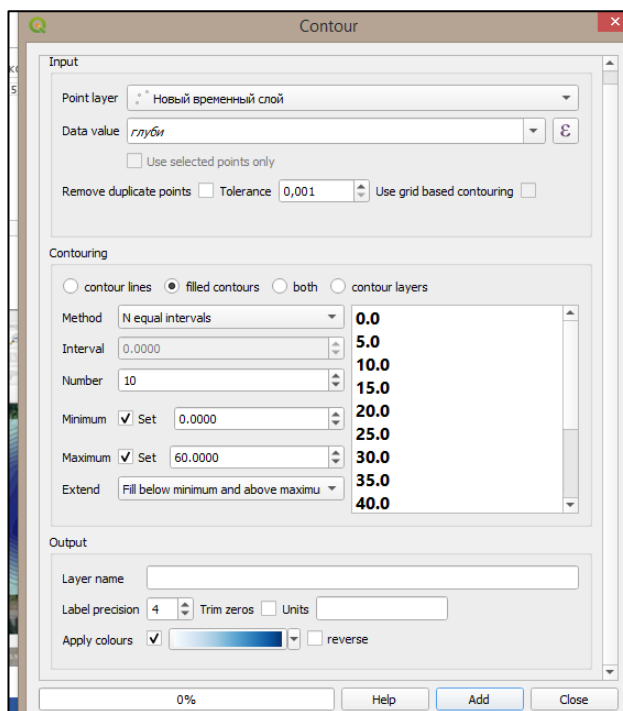 Contour
Input
Point layer Новый временный слой
Data value глуби
Use selected points only
Remove duplicate points Tolerance 0,001 Use grid based contouring
Contouring
contour lines filled contours both contour layers
Method N equal intervals
Interval 0.0000
Number 10
Minimum Set 0.0000
Maximum Set 60.0000
Extend Fill below minimum and above maximu
0.0
5.0
10.0
15.0
20.0
25.0
30.0
35.0
40.0
Output
Layer name
Label precision 4 Trim zeros Units
Apply colours reverse
0% Help Add Close